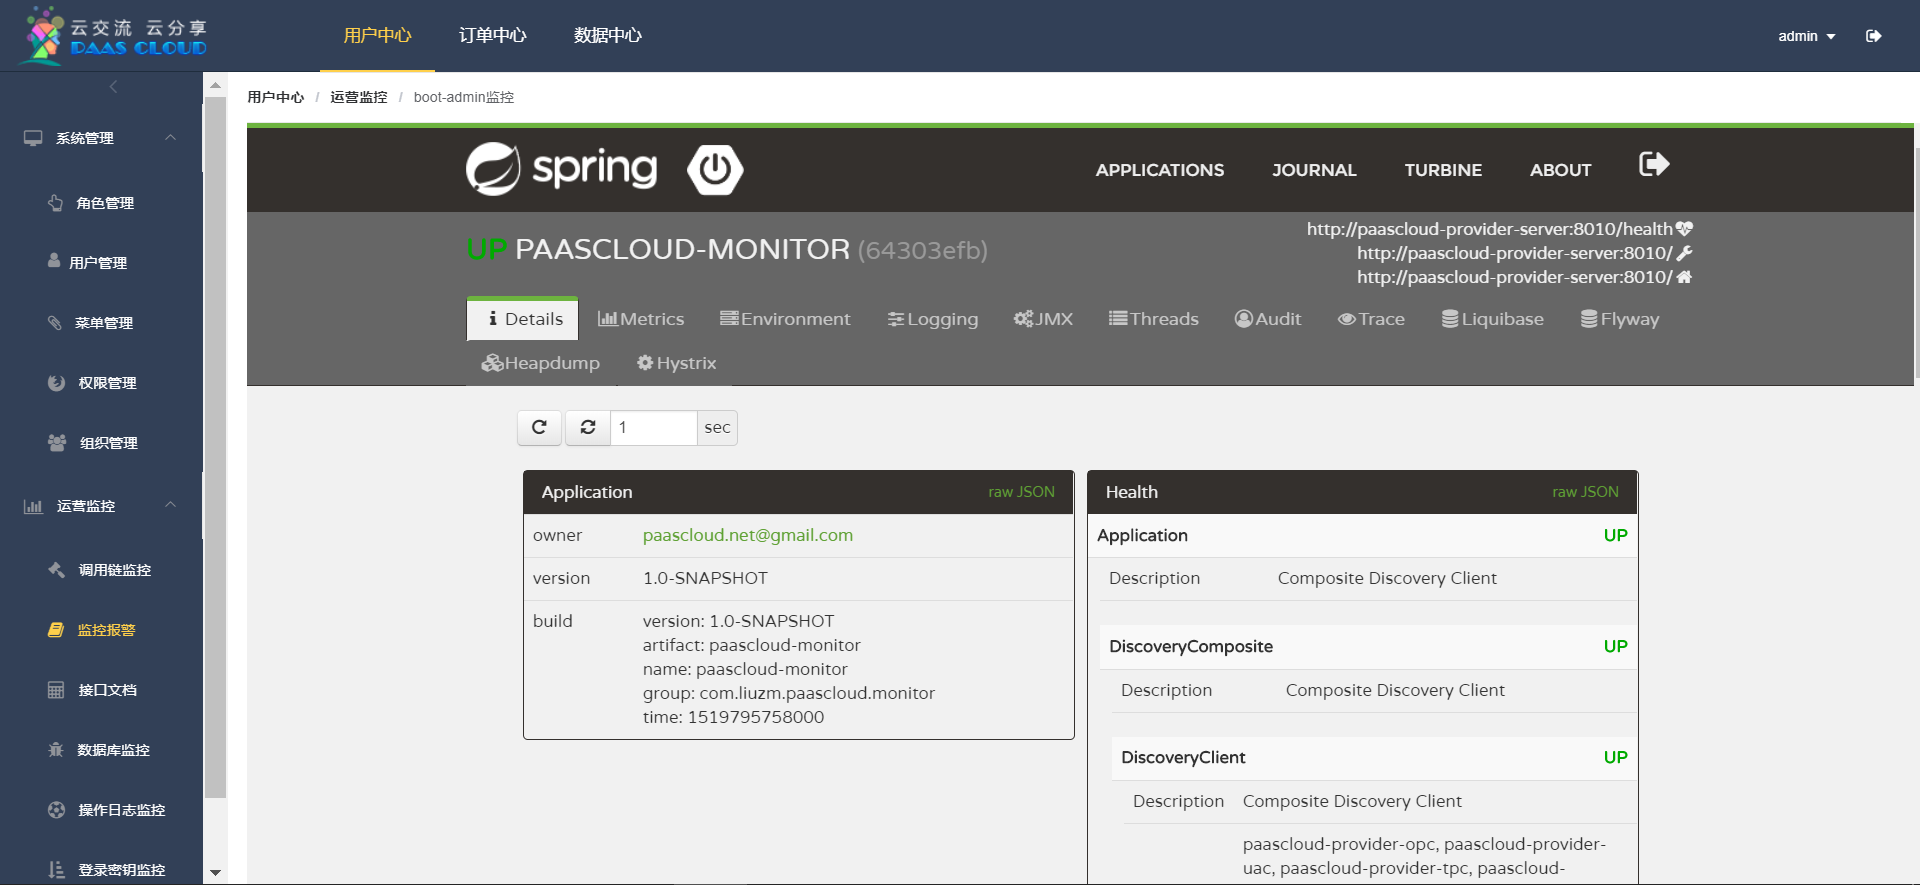 云交流 云分享
PAAS CLOUD
用户中心 订单中心 数据中心
admin
系统管理
角色管理
用户管理
菜单管理
权限管理
组织管理
运营监控
调用链监控
监控报警
接口文档
数据库监控
操作日志监控
登录密钥监控
用户中心 / 运营监控 / boot-admin监控
spring
APPLICATIONS JOURNAL TURBINE ABOUT
UP PAASCLOUD-MONITOR (64303efb)
http://paascloud-provider-server:8010/health
http://paascloud-provider-server:8010/
http://paascloud-provider-server:8010/
Details Metrics Environment Logging JMX Threads Audit Trace Liquibase Flyway
Heapdump Hystrix
1 sec
Application raw JSON
owner paascloud.net@gmail.com
version 1.0-SNAPSHOT
build version: 1.0-SNAPSHOT
artifact: paascloud-monitor
name: paascloud-monitor
group: com.liuzm.paascloud.monitor
time: 1519795758000
Health raw JSON
Application UP
Description Composite Discovery Client
DiscoveryComposite UP
Description Composite Discovery Client
DiscoveryClient UP
Description Composite Discovery Client
paascloud-provider-opc, paascloud-provider-
uac, paascloud-provider-tpc, paascloud-